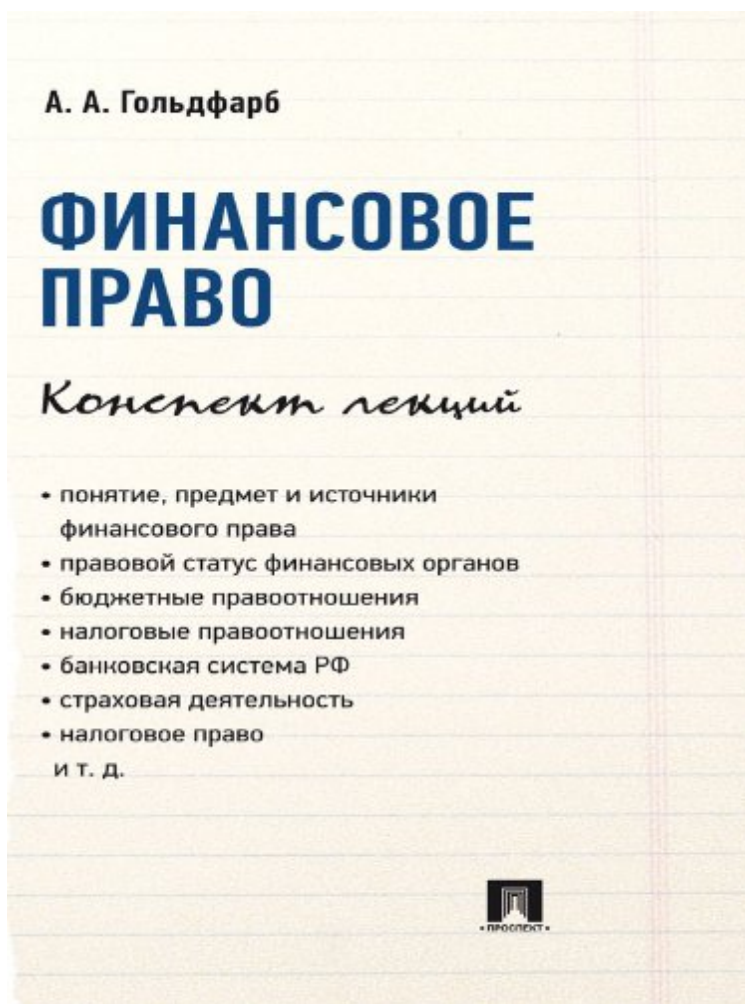 А. А. Гольдфарб
ФИНАНСОВОЕ
ПРАВО
Конспект лекций
• понятие, предмет и источники
финансового права
• правовой статус финансовых органов
• бюджетные правоотношения
• налоговые правоотношения
• банковская система РФ
• страховая деятельность
• налоговое право
и т. д.
• ПРОСПЕКТ •